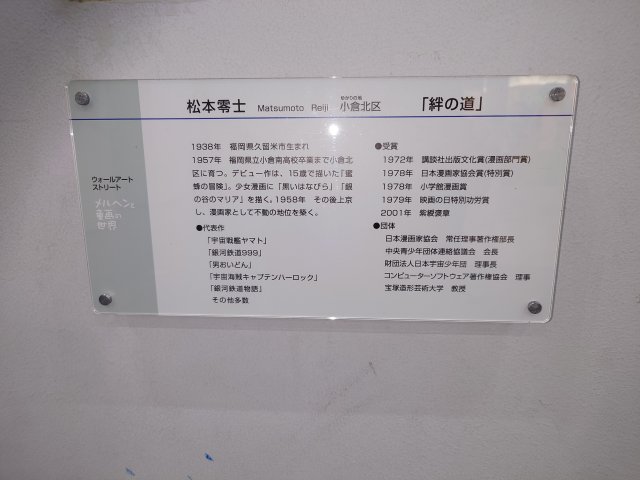 松本零士 Matsumoto Reiji ゆかりの地 小倉北区 「絆の道」
ウォールアート
ストリート
メルヘンと
童画の
世界
1938年 福岡県久留米市生まれ
1957年 福岡県立小倉南高校卒業まで小倉北
区に育つ。デビュー作は、15歳で描いた「蜜
蜂の冒険」。少女漫画に「黒いはなびら」「銀
の谷のマリア」を描く。1958年 その後上京
し、漫画家として不動の地位を築く。
●代表作
「宇宙戦艦ヤマト」
「銀河鉄道999」
「男おいどん」
「宇宙海賊キャプテンハーロック」
「銀河鉄道物語」
その他多数
●受賞
1972年 講談社出版文化賞(漫画部門賞)
1978年 日本漫画家協会賞(特別賞)
1978年 小学館漫画賞
1979年 映画の日特別功労賞
2001年 紫綬褒章
●団体
日本漫画家協会 常任理事著作権部長
中央青少年団体連絡協議会 会長
財団法人日本宇宙少年団 理事長
コンピューターソフトウェア著作権協会 理事
宝塚造形芸術大学 教授